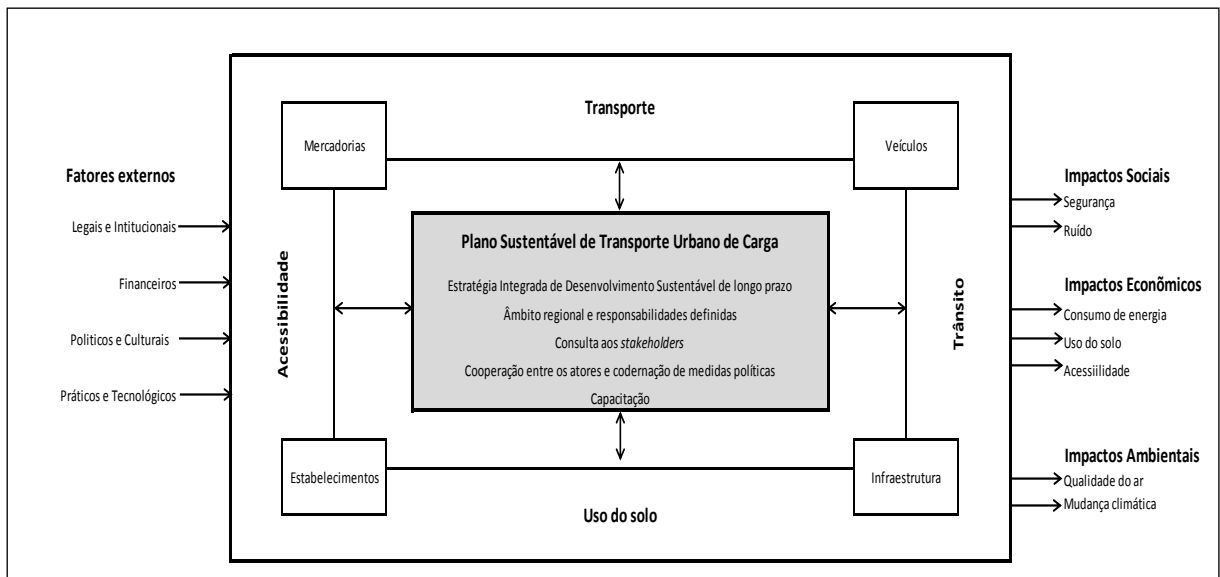 Transporte
Mercadorias
Veículos
Fatores externos
Legais e Intitucionais
Financeiros
Politicos e Culturais
Práticos e Tecnológicos
Acessibilidade
Plano Sustentável de Transporte Urbano de Carga
Estratégia Integrada de Desenvolvimento Sustentável de longo prazo
Âmbito regional e responsabilidades definidas
Consulta aos stakeholders
Cooperação entre os atores e codernação de medidas políticas
Capacitação
Trânsito
Estabelecimentos
Infraestrutura
Uso do solo
Impactos Sociais
Segurança
Ruído
Impactos Econômicos
Consumo de energia
Uso do solo
Acessiilidade
Impactos Ambientais
Qualidade do ar
Mudança climática